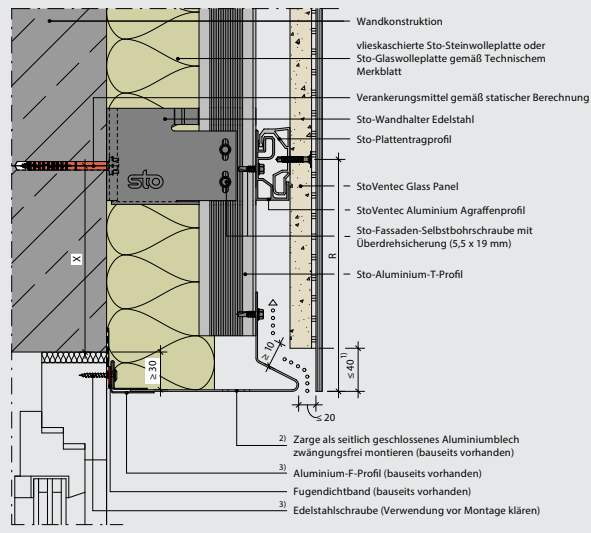 Wandkonstruktion
vlieskaschierte Sto-Steinwolleplatte oder
Sto-Glaswolleplatte gemäß Technischem
Merkblatt
Verankerungsmittel gemäß statischer Berechnung
Sto-Wandhalter Edelstahl
Sto-Plattentragprofil
sto
StoVentec Glass Panel
StoVentec Aluminium Agraffenprofil
Sto-Fassaden-Selbstbohrschraube mit
Überdrehsicherung (5,5 x 19 mm)
X
R
Sto-Aluminium-T-Profil
≥ 30
≥ 10
≤ 40 1)
≤ 20
2) Zarge als seitlich geschlossenes Aluminiumblech
zwängungsfrei montieren (bauseits vorhanden)
3) Aluminium-F-Profil (bauseits vorhanden)
Fugendichtband (bauseits vorhanden)
3) Edelstahlschraube (Verwendung vor Montage klären)